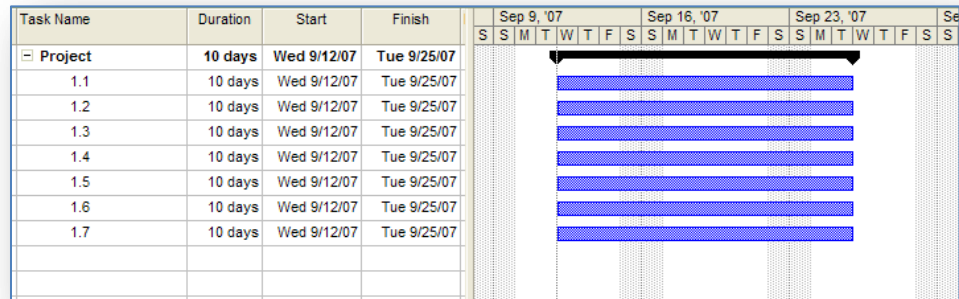 Task Name Duration Start Finish Sep 9, '07 Sep 16, '07 Sep 23, '07 Se
S S M T W T F S S M T W T F S S M T W T F S S
Project 10 days Wed 9/12/07 Tue 9/25/07
1.1 10 days Wed 9/12/07 Tue 9/25/07
1.2 10 days Wed 9/12/07 Tue 9/25/07
1.3 10 days Wed 9/12/07 Tue 9/25/07
1.4 10 days Wed 9/12/07 Tue 9/25/07
1.5 10 days Wed 9/12/07 Tue 9/25/07
1.6 10 days Wed 9/12/07 Tue 9/25/07
1.7 10 days Wed 9/12/07 Tue 9/25/07